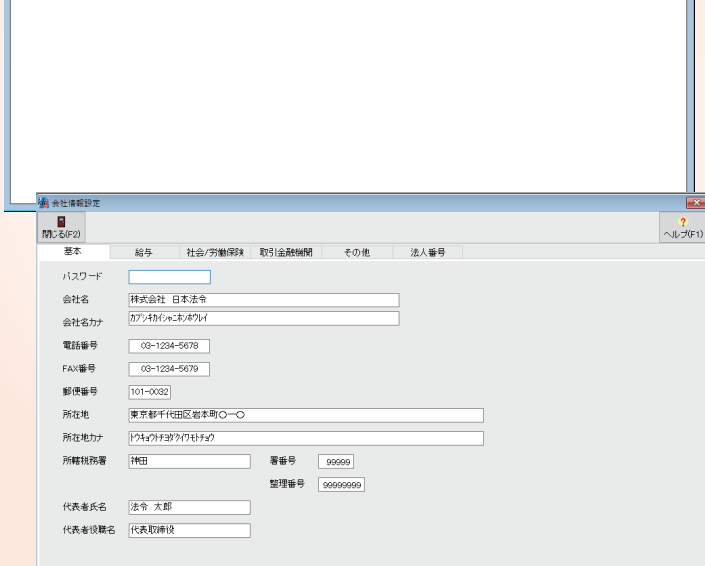 会社情報設定
閉じる(F2)
?
ヘルプ(F1)
基本 給与 社会/労働保険 取引金融機関 その他 法人番号
パスワード
会社名 株式会社 日本法令
会社名カナ カブシキカイシャニホンホウレイ
電話番号 03-1234-5678
FAX番号 03-1234-5679
郵便番号 101-0032
所在地 東京都千代田区岩本町〇ー〇
所在地カナ トウキョウトチヨダクイワモトチョウ
所轄税務署 神田 署番号 99999
整理番号 99999999
代表者氏名 法令 太郎
代表者役職名 代表取締役